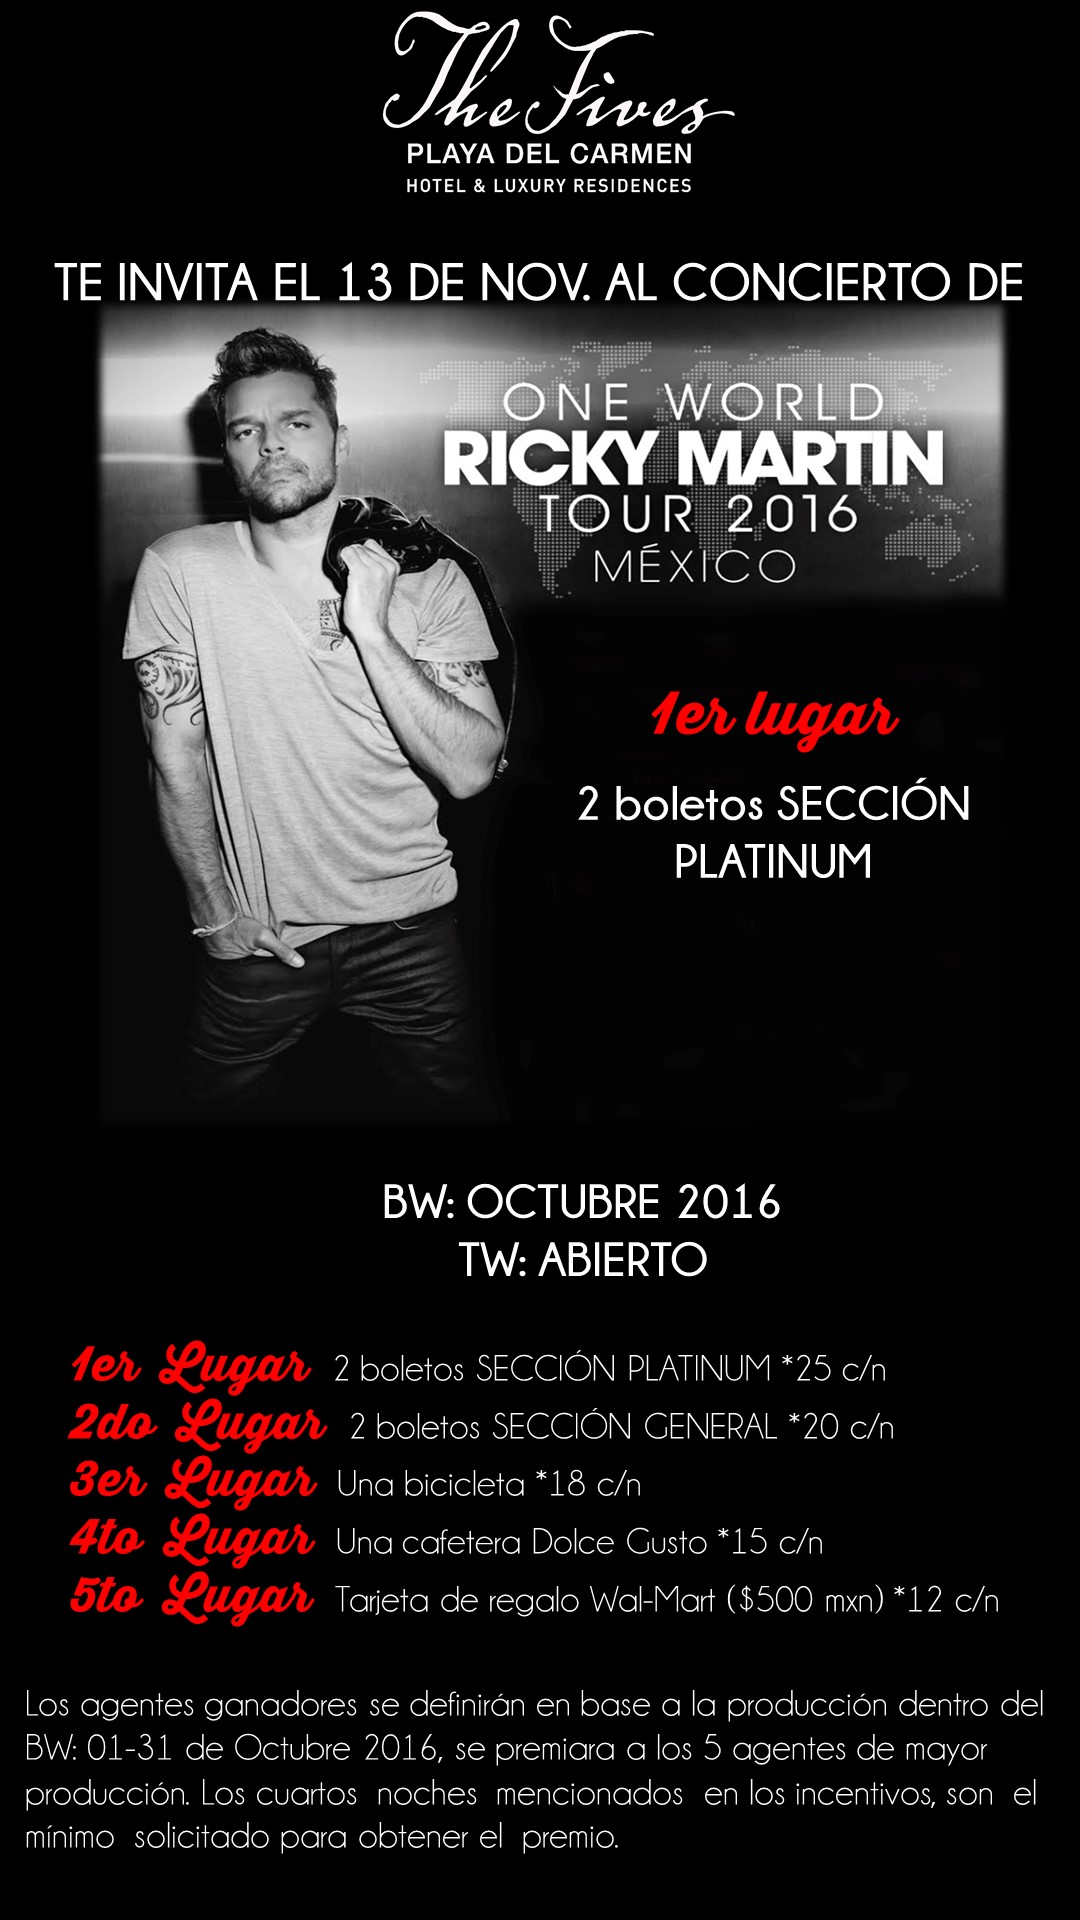 The Fives
PLAYA DEL CARMEN
HOTEL & LUXURY RESIDENCES
TE INVITA EL 13 DE NOV. AL CONCIERTO DE
ONE WORLD
RICKY MARTIN
TOUR 2016
MÉXICO
1er lugar
2 boletos SECCIÓN
PLATINUM
BW: OCTUBRE 2016
TW: ABIERTO
1er Lugar 2 boletos SECCIÓN PLATINUM *25 c/n
2do Lugar 2 boletos SECCIÓN GENERAL *20 c/n
3er Lugar Una bicicleta *18 c/n
4to Lugar Una cafetera Dolce Gusto *15 c/n
5to Lugar Tarjeta de regalo Wal-Mart ($500 mxn) *12 c/n
Los agentes ganadores se definirán en base a la producción dentro del
BW: 01-31 de Octubre 2016, se premiara a los 5 agentes de mayor
producción. Los cuartos noches mencionados en los incentivos, son el
mínimo solicitado para obtener el premio.